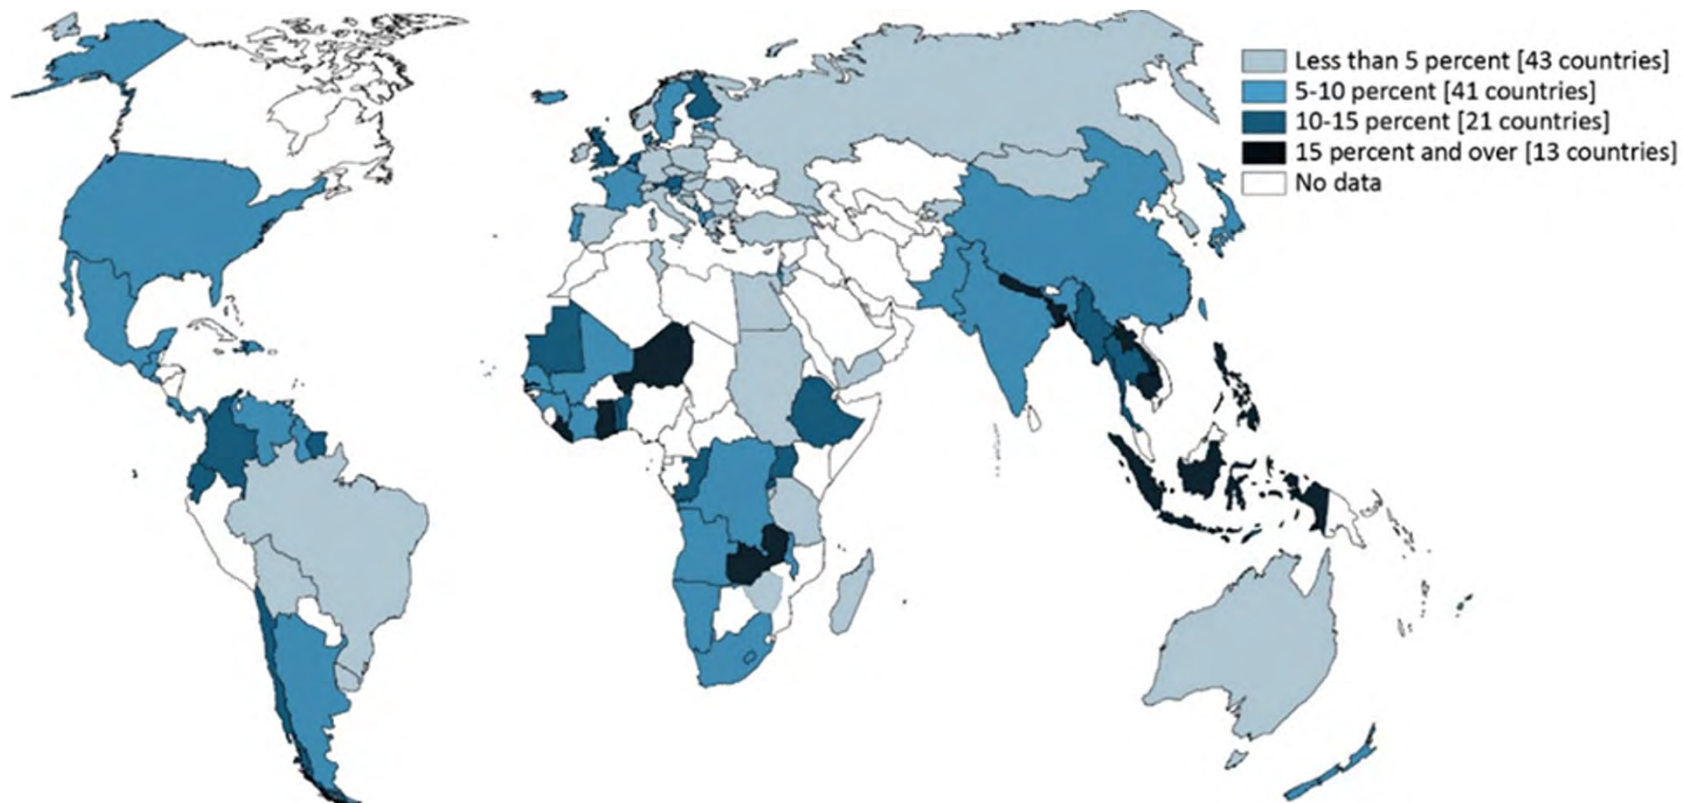 Less than 5 percent [43 countries]
5-10 percent [41 countries]
10-15 percent [21 countries]
15 percent and over [13 countries]
No data